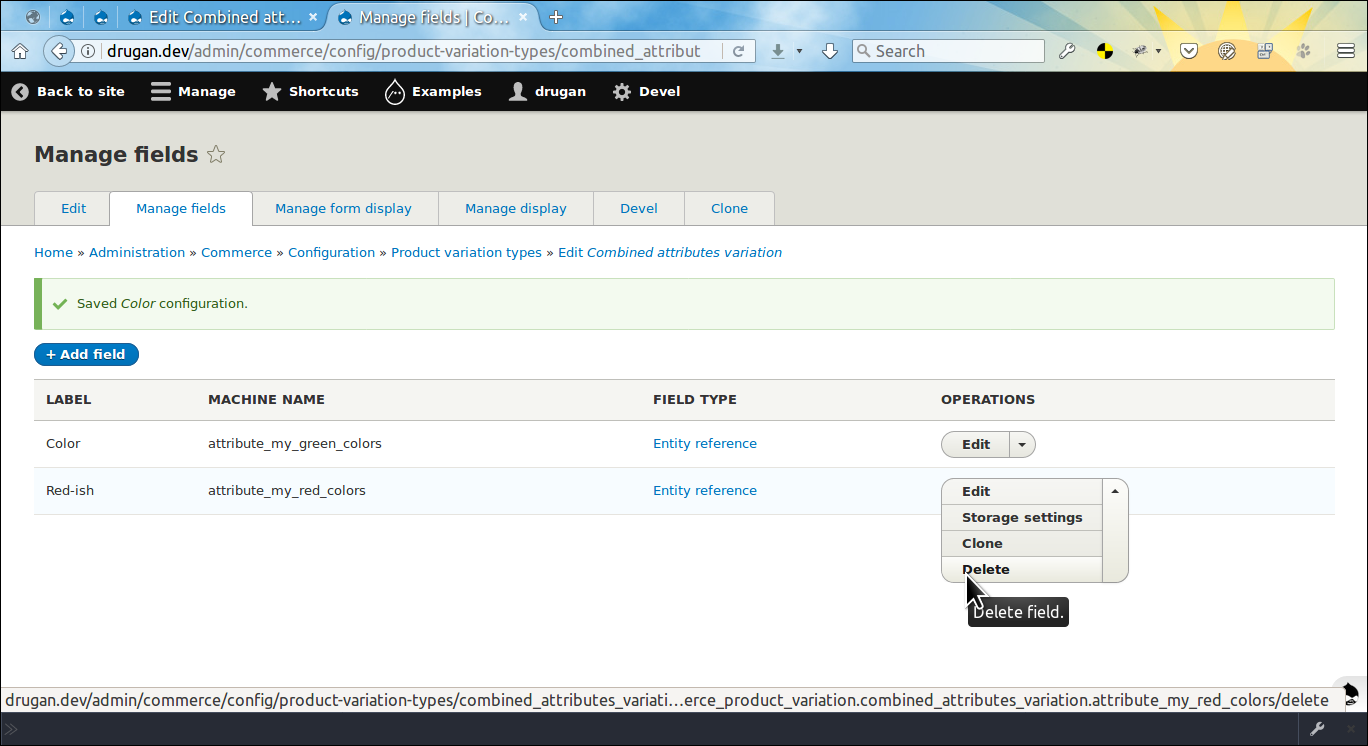 Edit Combined att...
Manage fields | Co...
drugan.dev/admin/commerce/config/product-variation-types/combined_attribut
Search
Back to site
Manage
Shortcuts
Examples
drugan
Devel
Manage fields
Edit
Manage fields
Manage form display
Manage display
Devel
Clone
Home » Administration » Commerce » Configuration » Product variation types » Edit Combined attributes variation
Saved Color configuration.
+ Add field
LABEL MACHINE NAME FIELD TYPE OPERATIONS
Color attribute_my_green_colors Entity reference Edit
Red-ish attribute_my_red_colors Entity reference Edit
Storage settings
Clone
Delete
Delete field.
drugan.dev/admin/commerce/config/product-variation-types/combined_attributes_variati...erce_product_variation.combined_attributes_variation.attribute_my_red_colors/delete